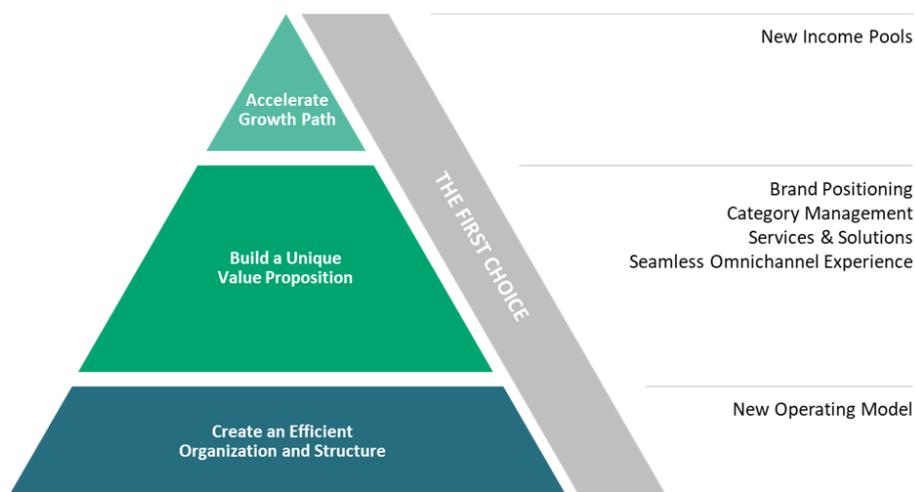 New Income Pools
Accelerate
Growth Path
THE FIRST CHOICE
Brand Positioning
Category Management
Services & Solutions
Seamless Omnichannel Experience
Build a Unique
Value Proposition
New Operating Model
Create an Efficient
Organization and Structure